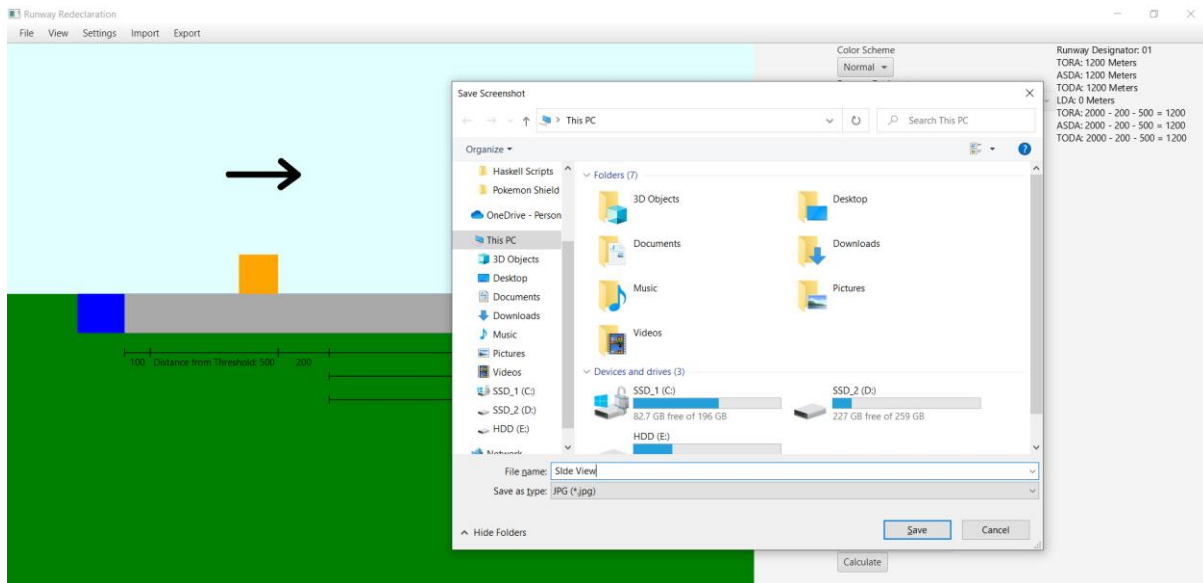 Runway Redeclaration
File View Settings Import Export
Color Scheme
Normal
Runway Designator: 01
TORA: 1200 Meters
ASDA: 1200 Meters
TODA: 1200 Meters
LDA: 0 Meters
TORA: 2000 - 200 - 500 = 1200
ASDA: 2000 - 200 - 500 = 1200
TODA: 2000 - 200 - 500 = 1200
100 Distance from Threshold: 500 200
Save Screenshot
This PC
Search This PC
Organize
Haskell Scripts
Pokemon Shield
OneDrive - Person
This PC
3D Objects
Desktop
Documents
Downloads
Music
Pictures
Videos
SSD_1 (C:)
SSD_2 (D:)
HDD (E:)
Network
Folders (7)
3D Objects
Desktop
Documents
Downloads
Music
Pictures
Videos
Devices and drives (3)
SSD_1 (C:)
82.7 GB free of 196 GB
SSD_2 (D:)
227 GB free of 259 GB
HDD (E:)
File name: SIde View
Save as type: JPG (*.jpg)
Hide Folders
Save Cancel
Calculate